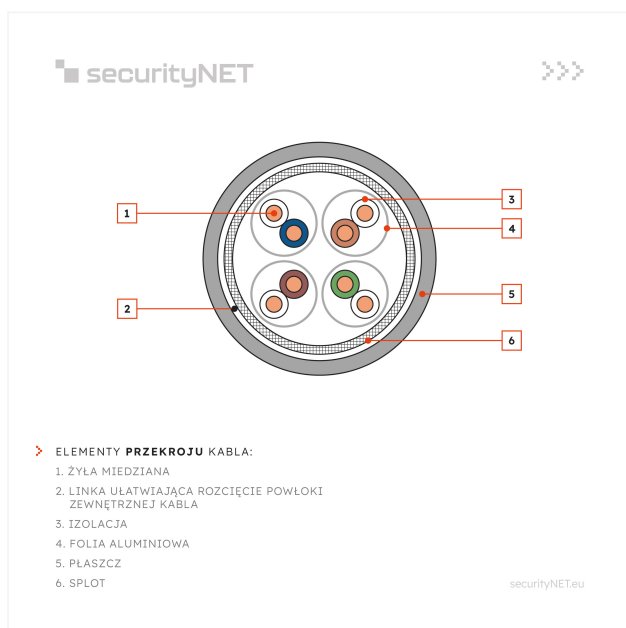 securityNET
1
3
4
2
5
6
ELEMENTY PRZEKROJU KABLA:
1. ŻYŁA MIEDZIANA
2. LINKA UŁATWIAJĄCA ROZCIĘCIE POWŁOKI
ZEWNĘTRZNEJ KABLA
3. IZOLACJA
4. FOLIA ALUMINIOWA
5. PŁASZCZ
6. SPLOT
securityNET.eu